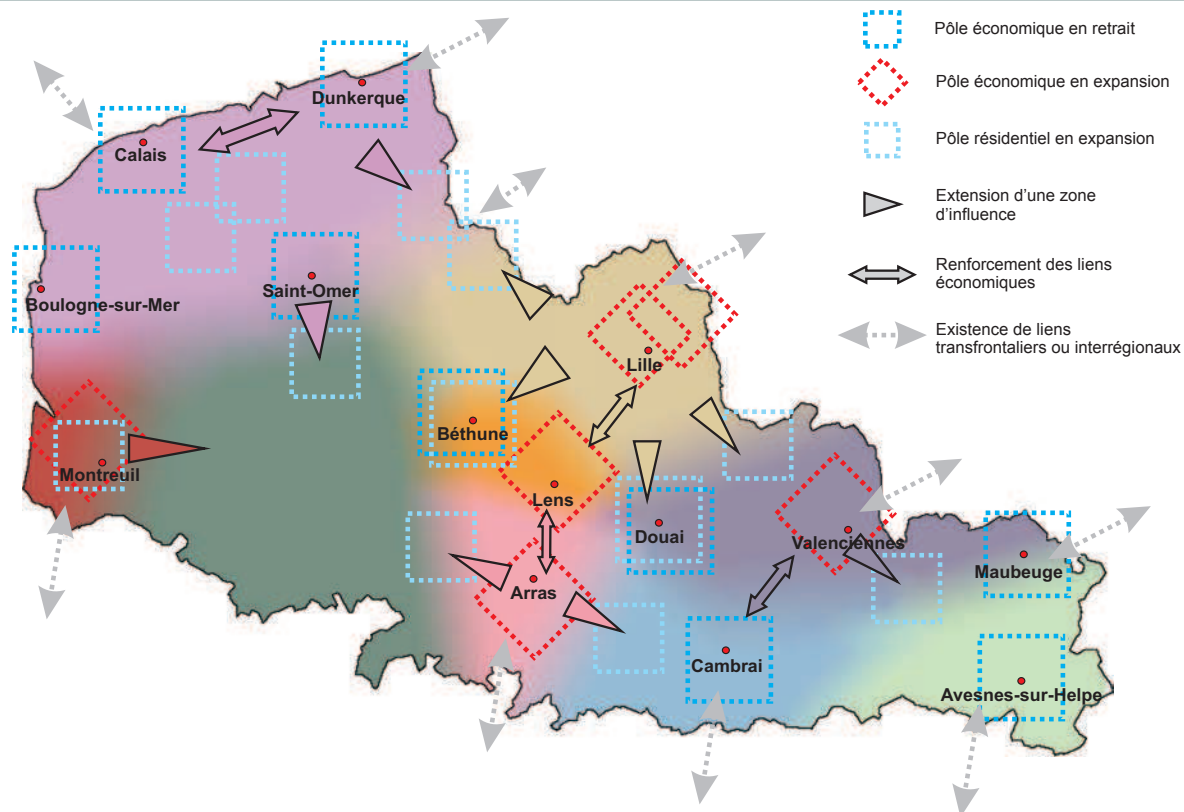 Pôle économique en retrait
Pôle économique en expansion
Pôle résidentiel en expansion
Extension d'une zone
d'influence
Renforcement des liens
économiques
Existence de liens
transfrontaliers ou interrégionaux
Dunkerque
Calais
Saint-Omer
Boulogne-sur-Mer
Lille
Béthune
Montreuil
Lens
Douai
Valenciennes
Maubeuge
Arras
Cambrai
Avesnes-sur-Helpe